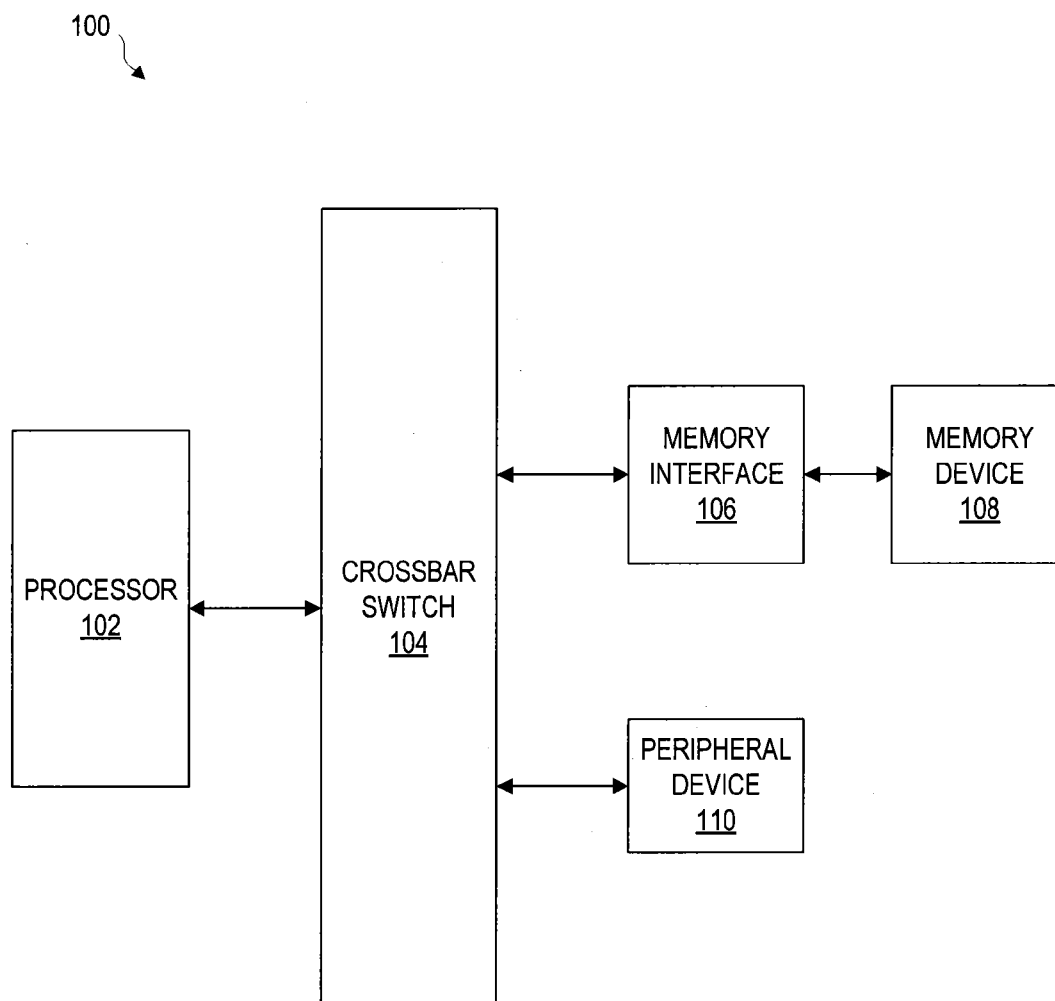 100
PROCESSOR
102
CROSSBAR
SWITCH
104
MEMORY
INTERFACE
106
MEMORY
DEVICE
108
PERIPHERAL
DEVICE
110